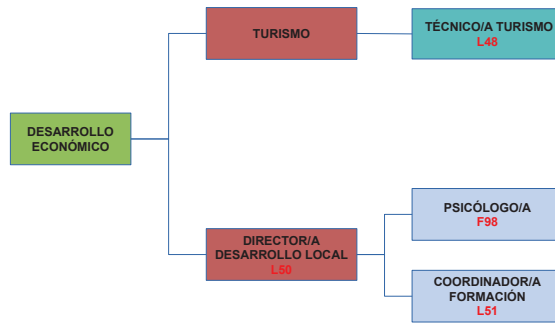 TURISMO
TÉCNICO/A TURISMO
L48
DESARROLLO
ECONÓMICO
DIRECTOR/A
DESARROLLO LOCAL
L50
PSICÓLOGO/A
F98
COORDINADOR/A
FORMACIÓN
L51